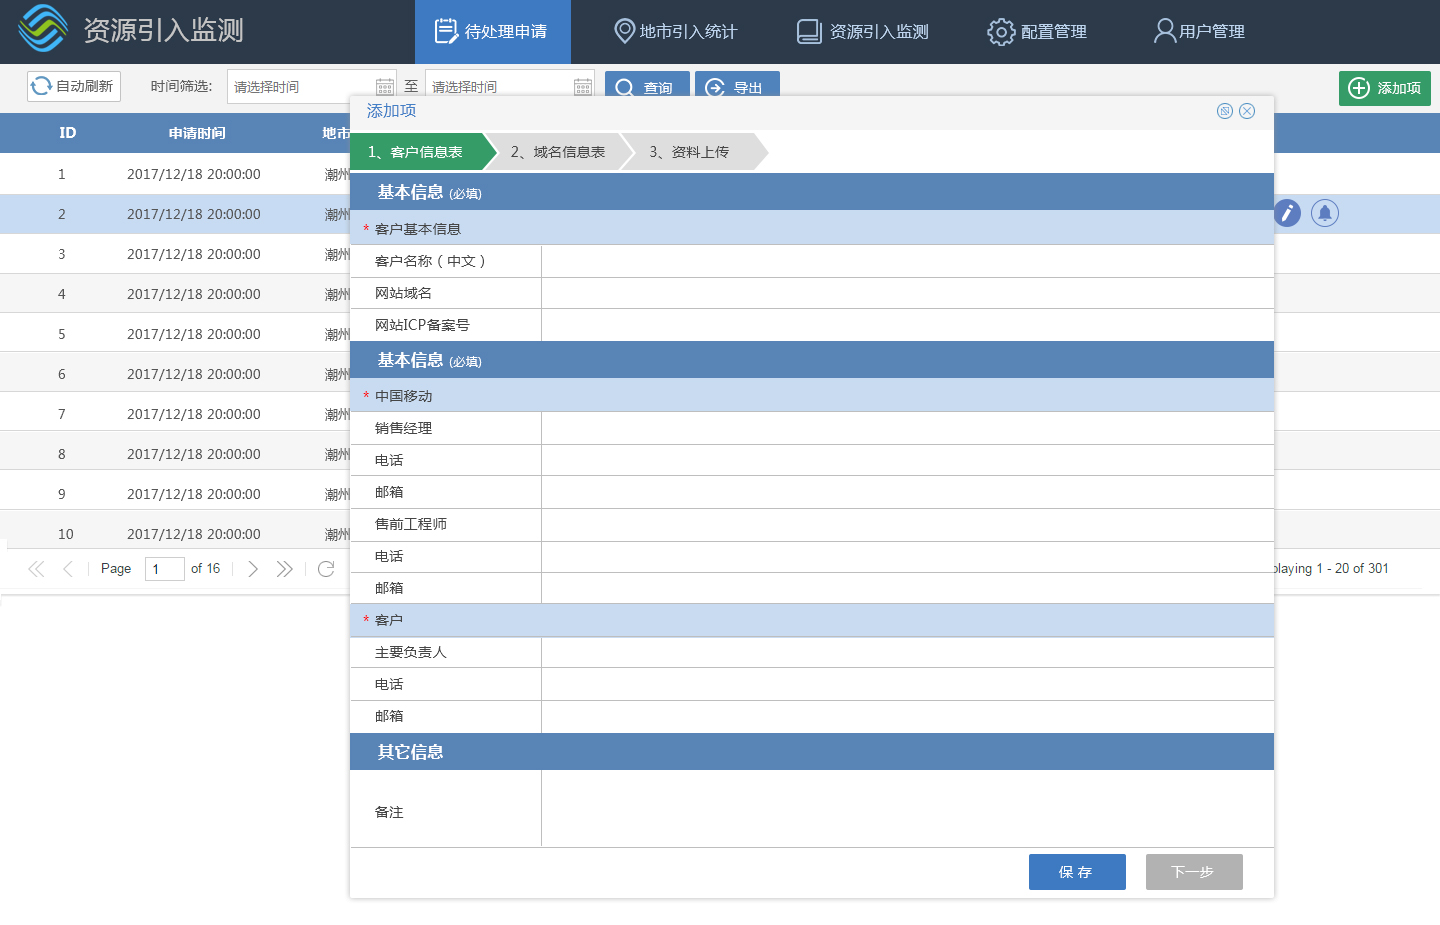 资源引入监测
待处理申请
地市引入统计
资源引入监测
配置管理
用户管理
自动刷新
时间筛选:
请选择时间
至
请选择时间
查询
导出
添加项
ID 申请时间 地市
1 2017/12/18 20:00:00 潮州
2 2017/12/18 20:00:00 潮州
3 2017/12/18 20:00:00 潮州
4 2017/12/18 20:00:00 潮州
5 2017/12/18 20:00:00 潮州
6 2017/12/18 20:00:00 潮州
7 2017/12/18 20:00:00 潮州
8 2017/12/18 20:00:00 潮州
9 2017/12/18 20:00:00 潮州
10 2017/12/18 20:00:00 潮州
Page 1 of 16
playing 1 - 20 of 301
添加项
1、客户信息表
2、域名信息表
3、资料上传
基本信息 (必填)
* 客户基本信息
客户名称（中文）
网站域名
网站ICP备案号
基本信息 (必填)
* 中国移动
销售经理
电话
邮箱
售前工程师
电话
邮箱
* 客户
主要负责人
电话
邮箱
其它信息
备注
保 存
下一步